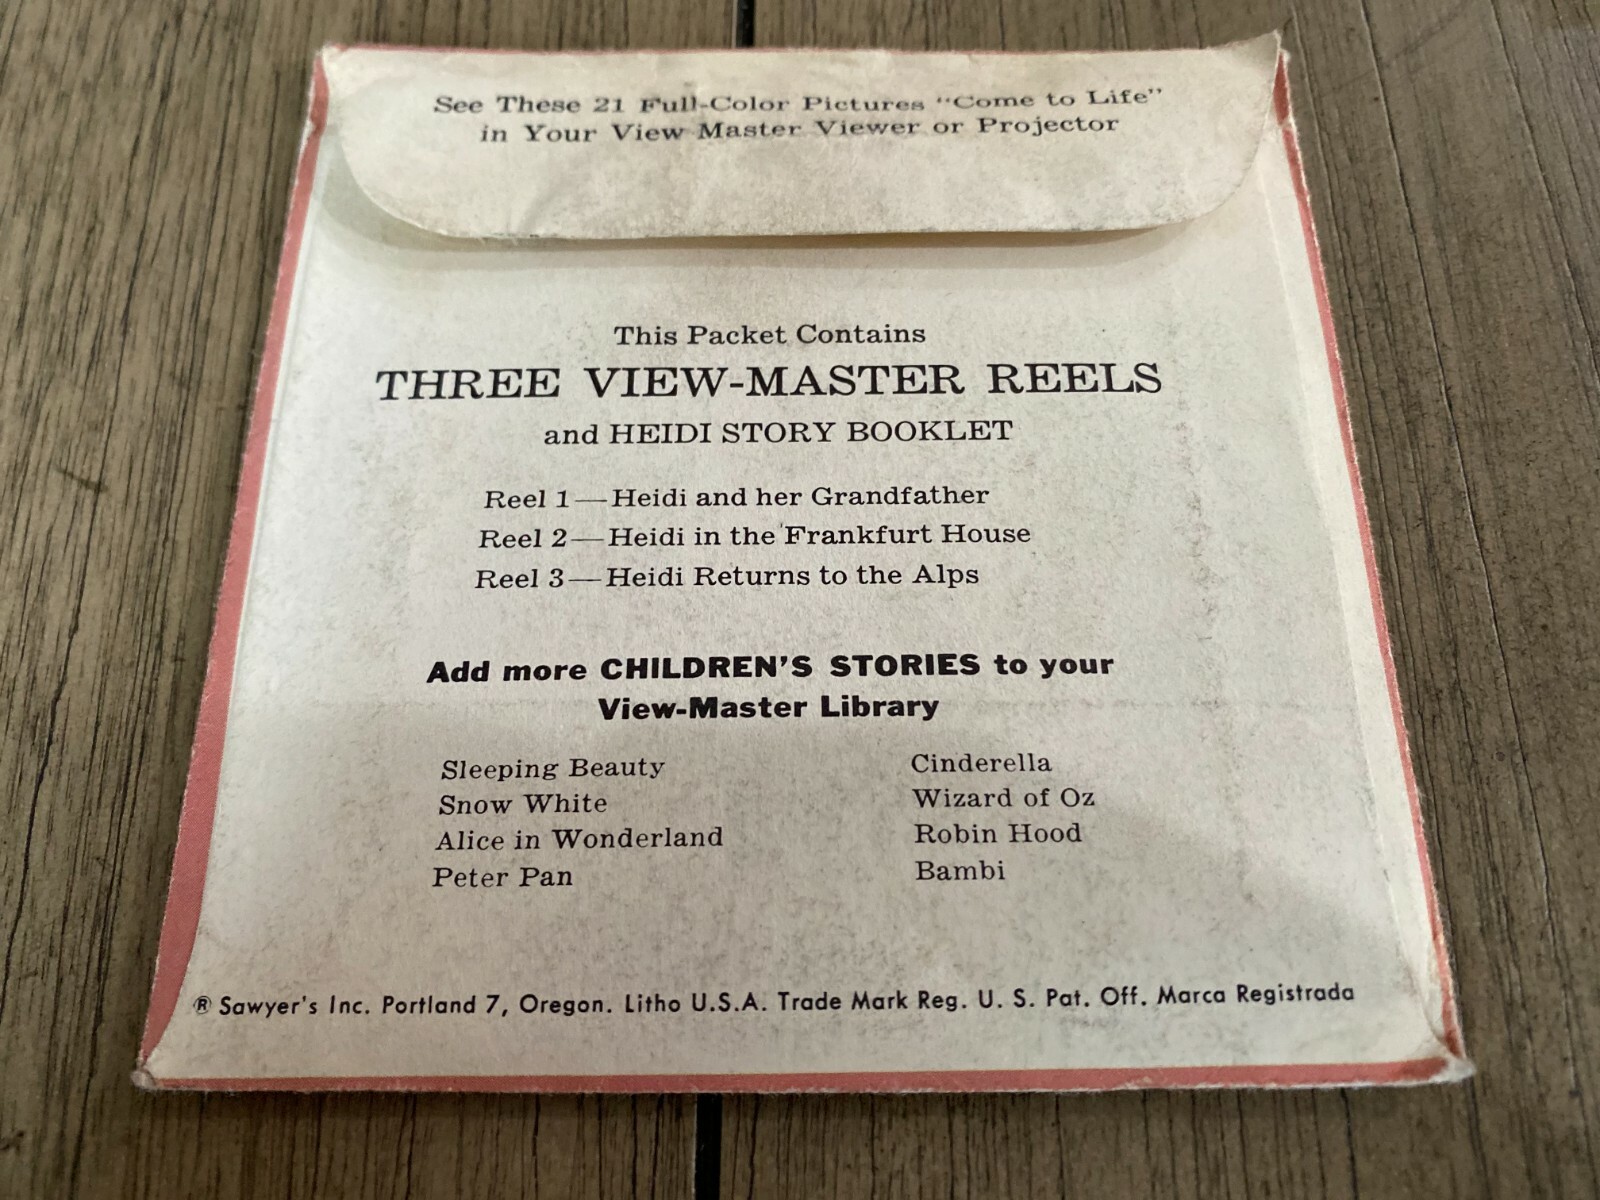 See These 21 Full-Color Pictures "Come to Life"
in Your View Master Viewer or Projector
This Packet Contains
THREE VIEW-MASTER REELS
and HEIDI STORY BOOKLET
Reel 1—Heidi and her Grandfather
Reel 2—Heidi in the Frankfurt House
Reel 3—Heidi Returns to the Alps
Add more CHILDREN'S STORIES to your
View-Master Library
Sleeping Beauty
Snow White
Alice in Wonderland
Peter Pan
Cinderella
Wizard of Oz
Robin Hood
Bambi
® Sawyer's Inc. Portland 7, Oregon. Litho U.S.A. Trade Mark Reg. U. S. Pat. Off. Marca Registrada